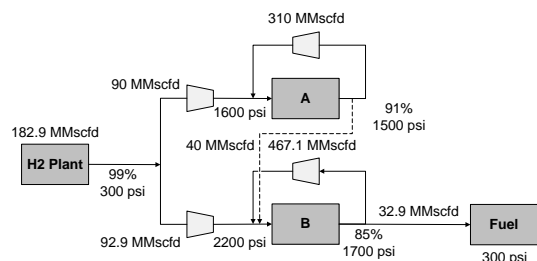 310 MMscfd
90 MMscfd
A
1600 psi
91%
1500 psi
182.9 MMscfd
H2 Plant
99%
300 psi
40 MMscfd
467.1 MMscfd
92.9 MMscfd
2200 psi
B
85%
1700 psi
32.9 MMscfd
Fuel
300 psi